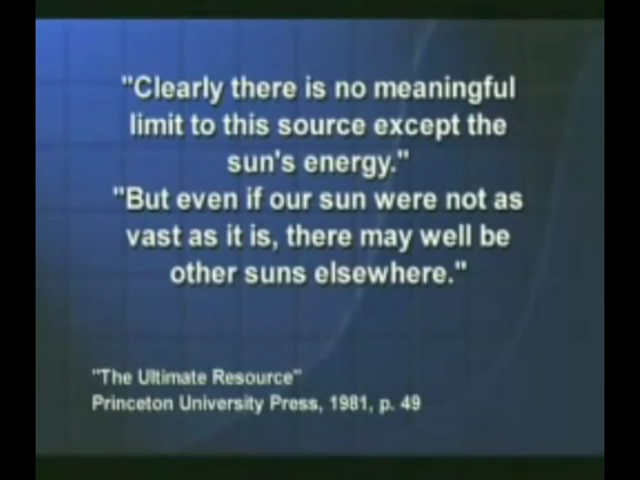 "Clearly there is no meaningful
limit to this source except the
sun's energy."
"But even if our sun were not as
vast as it is, there may well be
other suns elsewhere."
"The Ultimate Resource"
Princeton University Press, 1981, p. 49